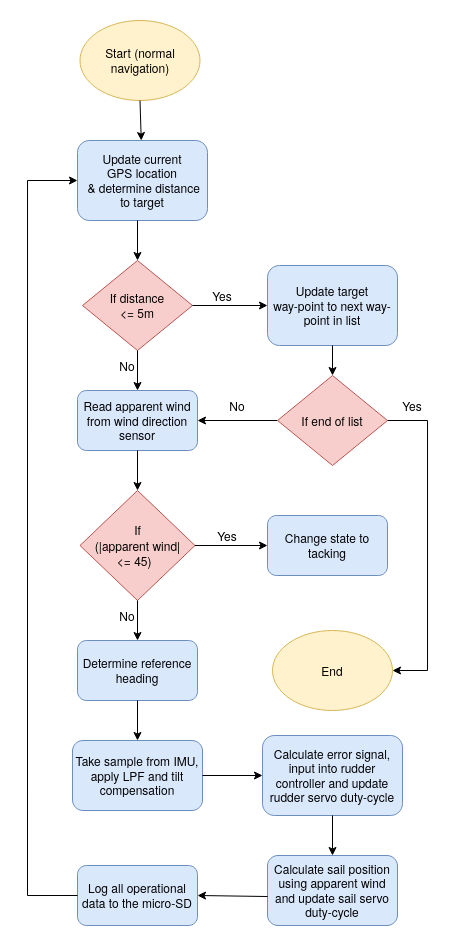 Start (normal
navigation)
Update current
GPS location
& determine distance
to target
If distance
<= 5m
Yes
Update target
way-point to next way-
point in list
No
Read apparent wind
from wind direction
sensor
No
If end of list
Yes
If
(|apparent wind|
<= 45)
Yes
Change state to
tacking
No
Determine reference
heading
End
Take sample from IMU,
apply LPF and tilt
compensation
Calculate error signal,
input into rudder
controller and update
rudder servo duty-cycle
Calculate sail position
using apparent wind
and update sail servo
duty-cycle
Log all operational
data to the micro-SD